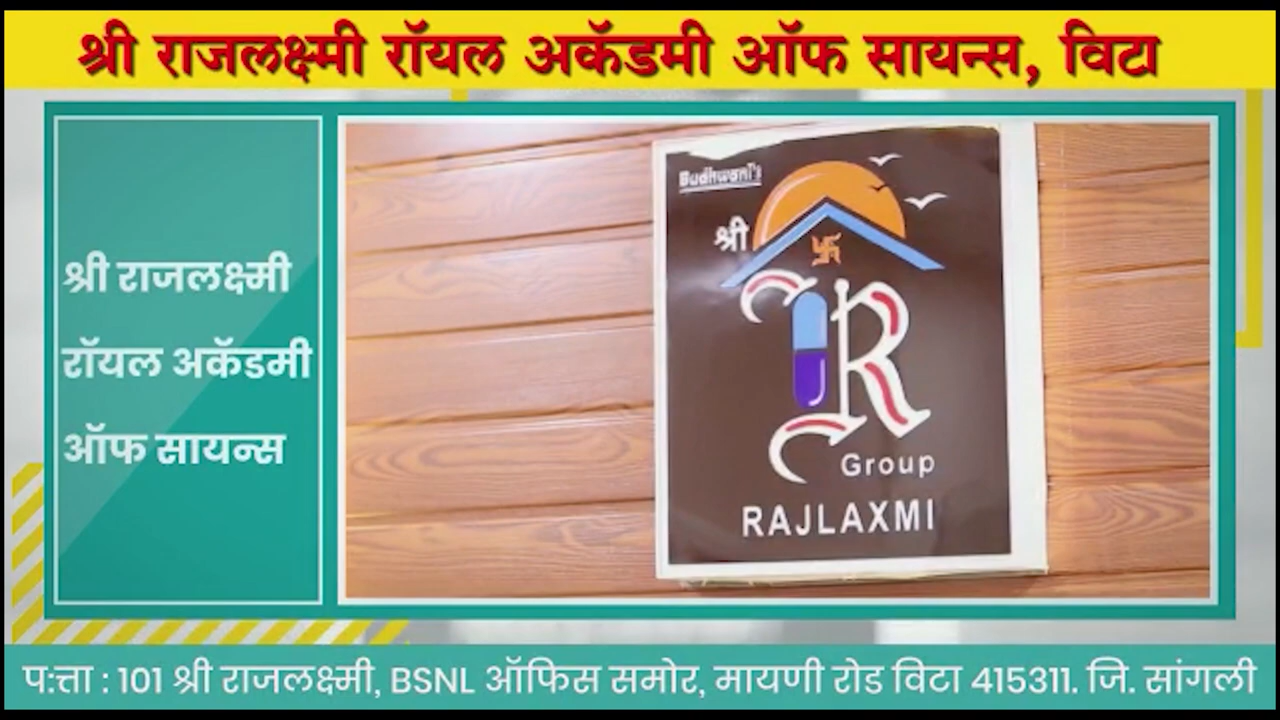 श्री राजलक्ष्मी रॉयल अकॅडमी ऑफ सायन्स, विटा
श्री राजलक्ष्मी
रॉयल अकॅडमी
ऑफ सायन्स
Budhwani's
श्री
R
Group
RAJLAXMI
प:त्ता : 101 श्री राजलक्ष्मी, BSNL ऑफिस समोर, मायणी रोड विटा 415311. जि. सांगली